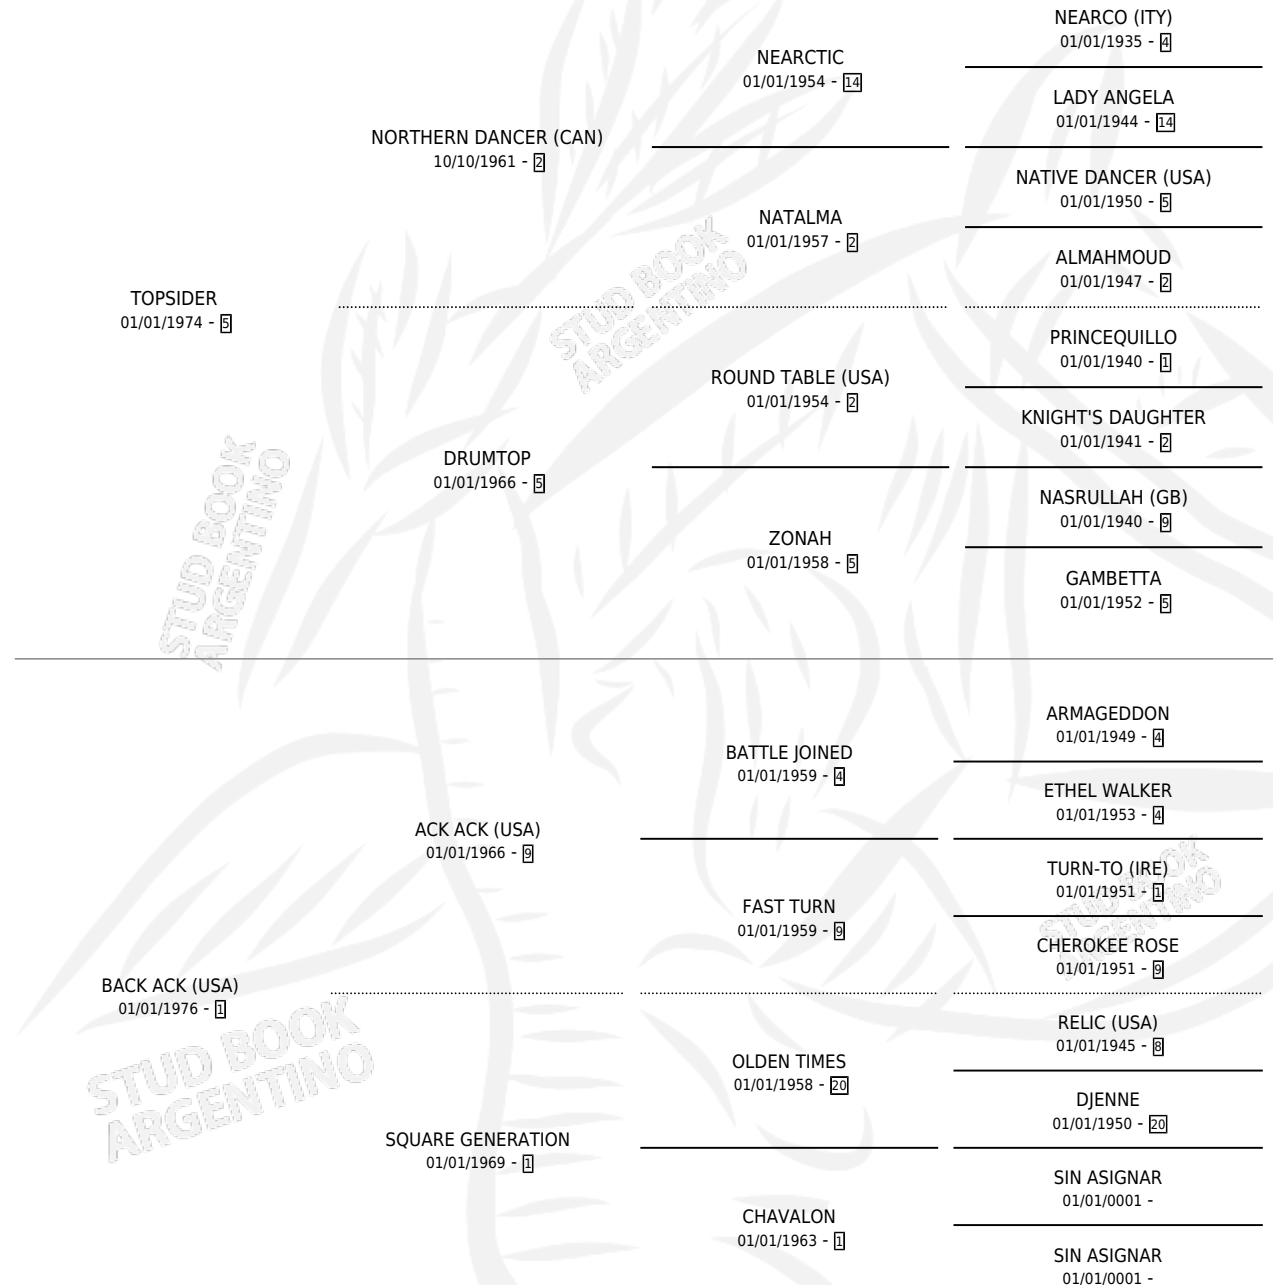 NEARCO (ITY)
01/01/1935 - 4
NEARCTIC
01/01/1954 - 14
LADY ANGELA
01/01/1944 - 14
NORTHERN DANCER (CAN)
10/10/1961 - 2
NATIVE DANCER (USA)
01/01/1950 - 5
NATALMA
01/01/1957 - 2
ALMAHMOUD
01/01/1947 - 2
TOPSIDER
01/01/1974 - 5
STUD BOOK
ARGENTINO
PRINCEQUILLO
01/01/1940 - 1
ROUND TABLE (USA)
01/01/1954 - 2
KNIGHT'S DAUGHTER
01/01/1941 - 2
DRUMTOP
01/01/1966 - 5
NASRULLAH (GB)
01/01/1940 - 9
ZONAH
01/01/1958 - 5
GAMBETTA
01/01/1952 - 5
STUD BOOK
ARGENTINO
ARMAGEDDON
01/01/1949 - 4
BATTLE JOINED
01/01/1959 - 4
ETHEL WALKER
01/01/1953 - 4
ACK ACK (USA)
01/01/1966 - 9
TURN-TO (IRE)
01/01/1951 - 1
FAST TURN
01/01/1959 - 9
CHEROKEE ROSE
01/01/1951 - 9
STUD BOOK
ARGENTINO
BACK ACK (USA)
01/01/1976 - 1
RELIC (USA)
01/01/1945 - 8
OLDEN TIMES
01/01/1958 - 20
DJENNE
01/01/1950 - 20
STUD BOOK
ARGENTINO
SQUARE GENERATION
01/01/1969 - 1
SIN ASIGNAR
01/01/0001 -
CHAVALON
01/01/1963 - 1
SIN ASIGNAR
01/01/0001 -